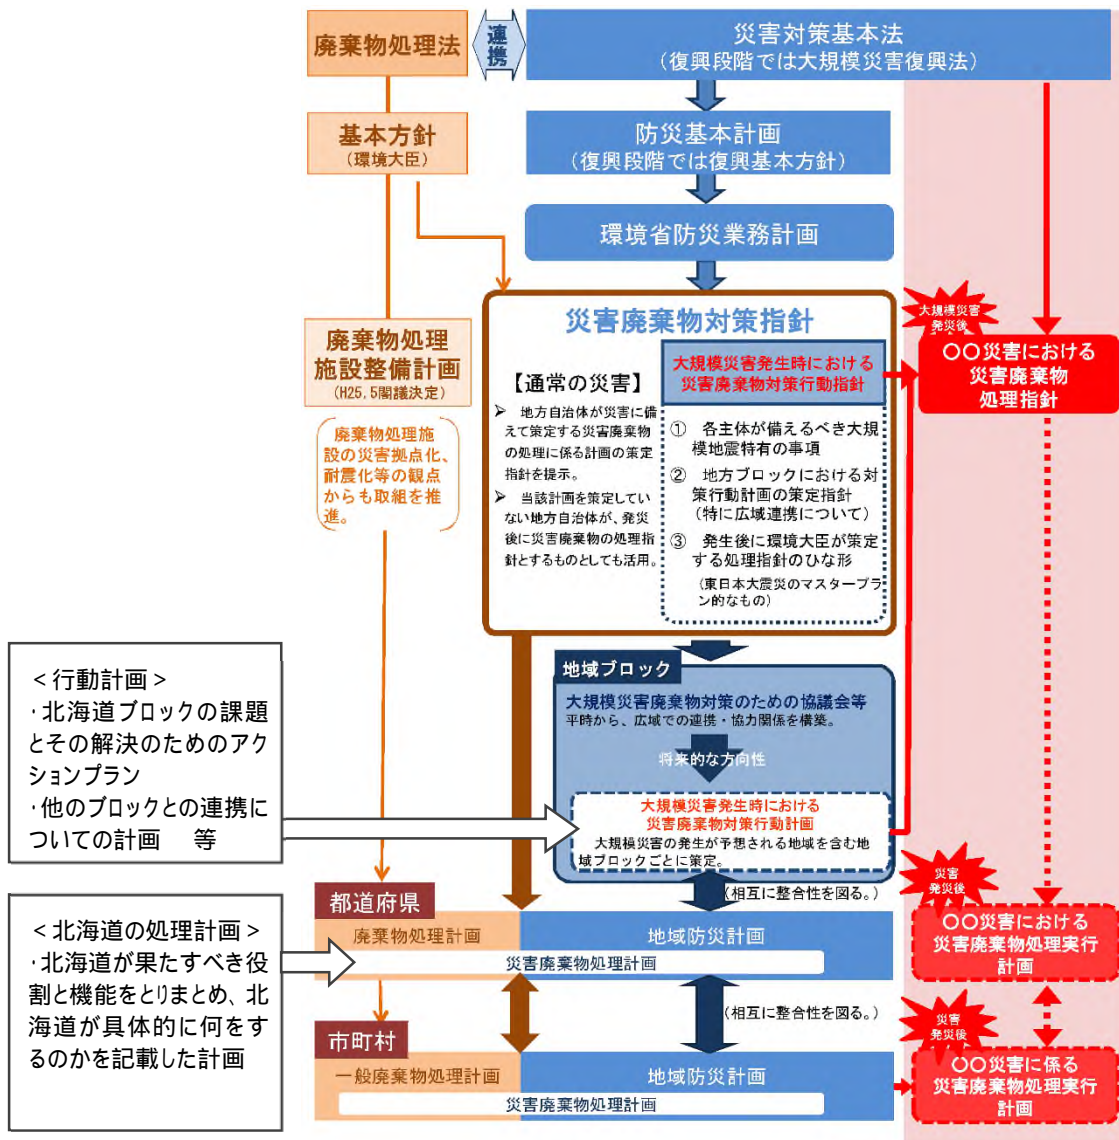 廃棄物処理法
連携
災害対策基本法
(復興段階では大規模災害復興法)
基本方針
(環境大臣)
防災基本計画
(復興段階では復興基本方針)
環境省防災業務計画
災害廃棄物対策指針
【通常の災害】
➢ 地方自治体が災害に備
えて策定する災害廃棄物
の処理に係る計画の策定
指針を提示。
➢ 当該計画を策定してい
ない地方自治体が、発災
後に災害廃棄物の処理指
針とするものとしても活用。
大規模災害発生時における
災害廃棄物対策行動指針
① 各主体が備えるべき大規
模地震特有の事項
② 地方ブロックにおける対
策行動計画の策定指針
(特に広域連携について)
③ 発生後に環境大臣が策定
する処理指針のひな形
(東日本大震災のマスタープラ
ン的なもの)
大規模災害
発災後
〇〇災害における
災害廃棄物
処理指針
廃棄物処理
施設整備計画
(H25.5閣議決定)
廃棄物処理施
設の災害拠点化、
耐震化等の観点
からも取組を推
進。
地域ブロック
大規模災害廃棄物対策のための協議会等
平時から、広域での連携・協力関係を構築。
将来的な方向性
大規模災害発生時における
災害廃棄物対策行動計画
大規模災害の発生が予想される地域を含む地
域ブロックごとに策定。
<行動計画>
・北海道ブロックの課題
とその解決のためのアク
ションプラン
・他のブロックとの連携に
ついての計画 等
(相互に整合性を図る。)
都道府県
廃棄物処理計画
地域防災計画
災害廃棄物処理計画
災害
発災後
〇〇災害における
災害廃棄物処理実行
計画
<北海道の処理計画>
・北海道が果たすべき役
割と機能をとりまとめ、北
海道が具体的に何をす
るのかを記載した計画
(相互に整合性を図る。)
市町村
一般廃棄物処理計画
地域防災計画
災害廃棄物処理計画
災害
発災後
〇〇災害に係る
災害廃棄物処理実行
計画